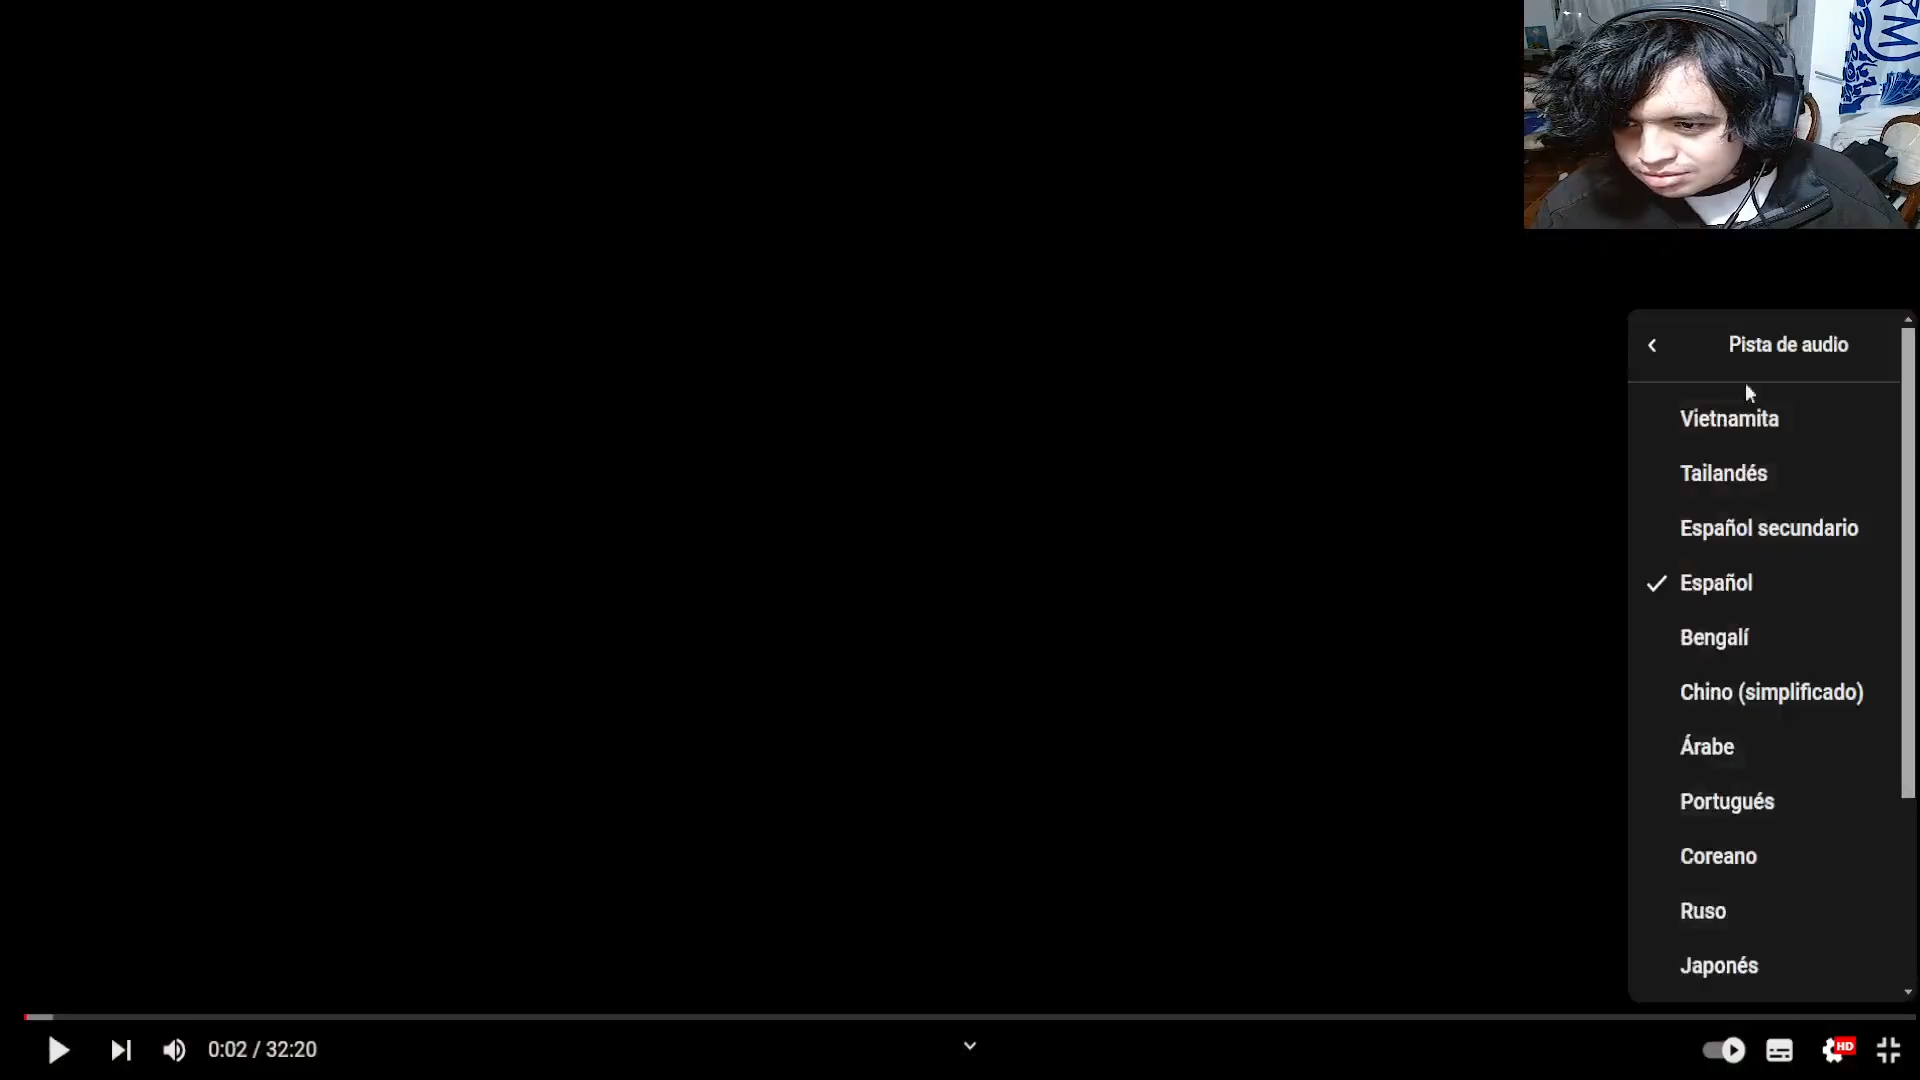 RM
Pista de audio
Vietnamita
Tailandés
Español secundario
Español
Bengalí
Chino (simplificado)
Árabe
Portugués
Coreano
Ruso
Japonés
0:02 / 32:20
HD